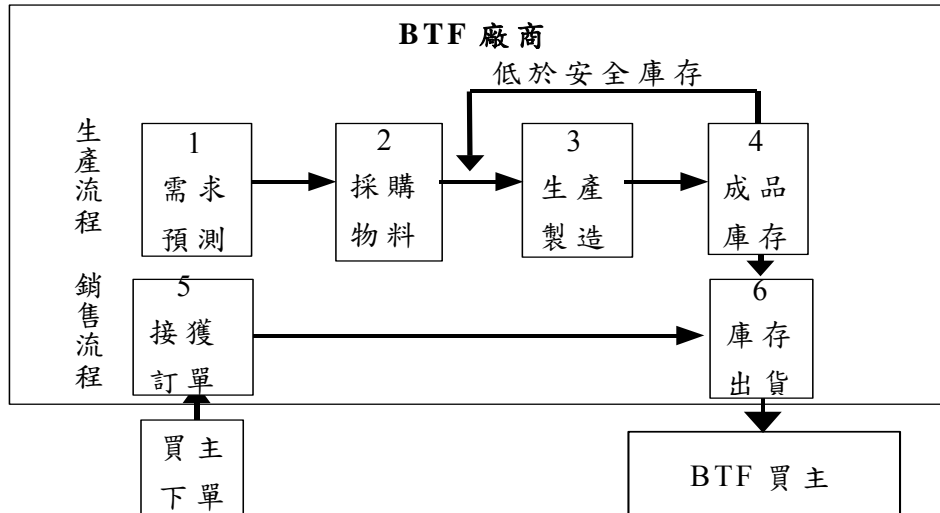 BTF 廠商
低於安全庫存
生產流程
1
需求
預測
2
採購
物料
3
生產
製造
4
成品
庫存
銷售流程
5
接獲
訂單
6
庫存
出貨
買主
下單
BTF 買主